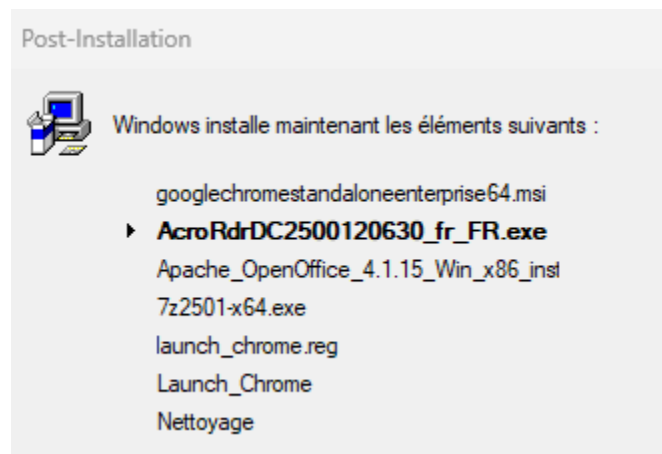 Post-Installation
Windows installe maintenant les éléments suivants :
googlechromestandaloneenterprise64.msi
AcroRdrDC2500120630_fr_FR.exe
Apache_OpenOffice_4.1.15_Win_x86_inst
7z2501-x64.exe
launch_chrome.reg
Launch_Chrome
Nettoyage